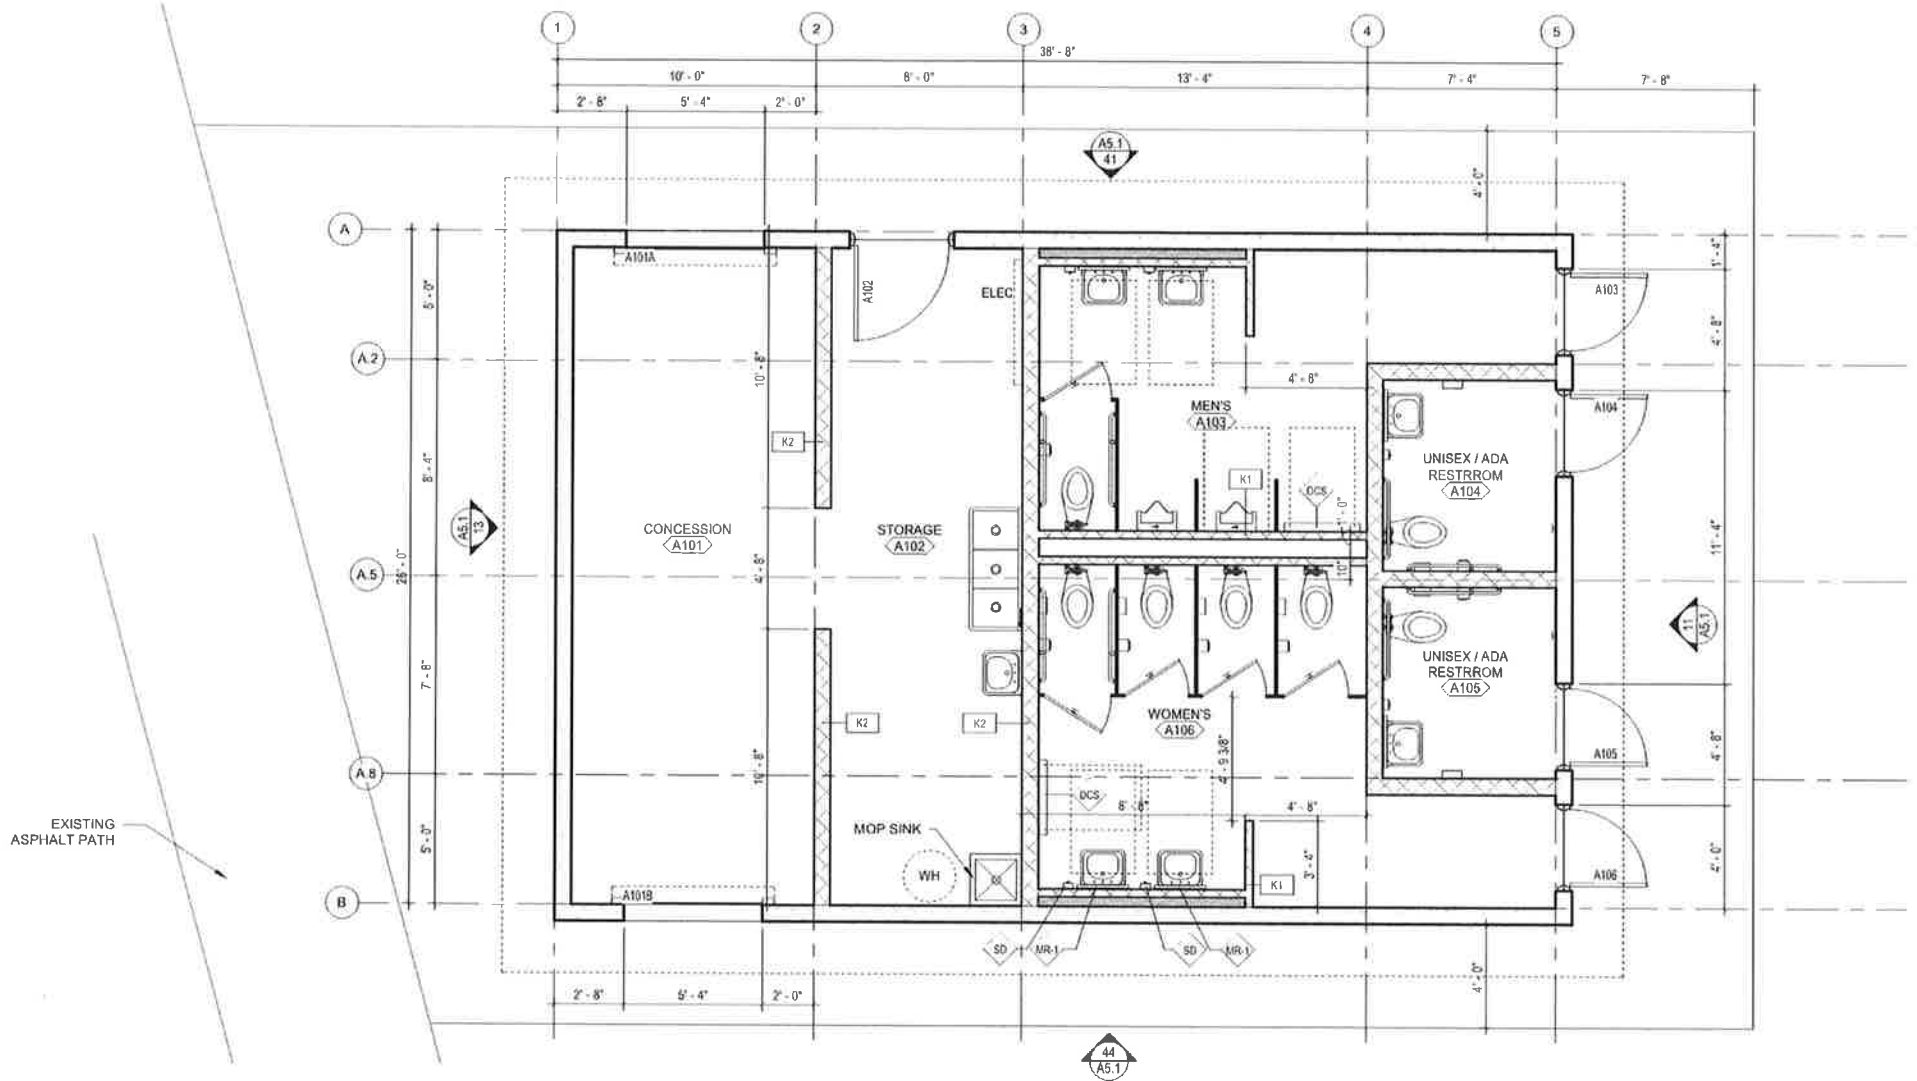 1
2
3
4
5
38' - 8"
10' - 0"
8' - 0"
13' - 4"
7' - 4"
7' - 8"
2' - 8"
5' - 4"
2' - 0"
A5.1
41
4' - 0"
A
A101A
A102
ELEC
A103
1' - 4"
5' - 0"
4' - 8"
A.2
10' - 8"
4' - 8"
MEN'S
A103
A104
K2
UNISEX / ADA
RESTRROM
A104
8' - 4"
K1
DCS
1' - 0"
A5.1
13
CONCESSION
A101
STORAGE
A102
11' - 4"
A.5
26' - 0"
4' - 8"
10"
11
A5.1
7' - 8"
UNISEX / ADA
RESTRROM
A105
K2
K2
WOMEN'S
A106
4' - 9 3/8"
A105
4' - 8"
A.8
10' - 8"
DCS
8' - 8"
4' - 8"
EXISTING
ASPHALT PATH
5' - 0"
MOP SINK
WH
3' - 4"
4' - 0"
K1
A106
A101B
B
SD
MR-1
SD
MR-1
4' - 0"
2' - 8"
5' - 4"
2' - 0"
44
A5.1